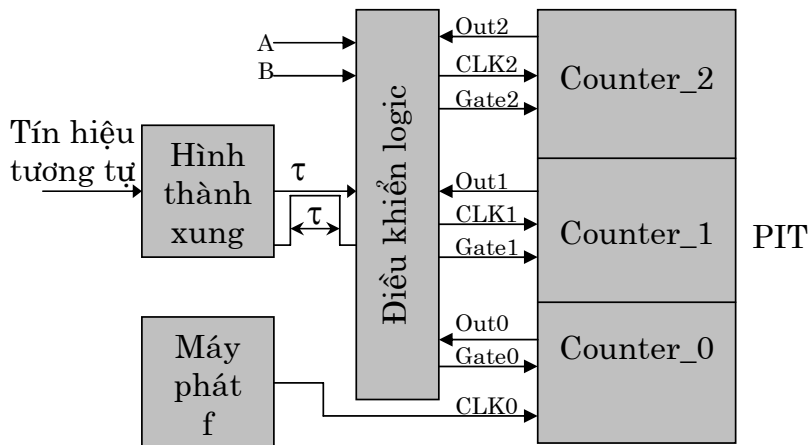 A
B
Tín hiệu
tương tự
Hình
thành
xung
τ
τ
Máy
phát
f
Điều khiển logic
Out2
CLK2
Gate2
Counter_2
Out1
CLK1
Gate1
Counter_1
PIT
Out0
Gate0
CLK0
Counter_0